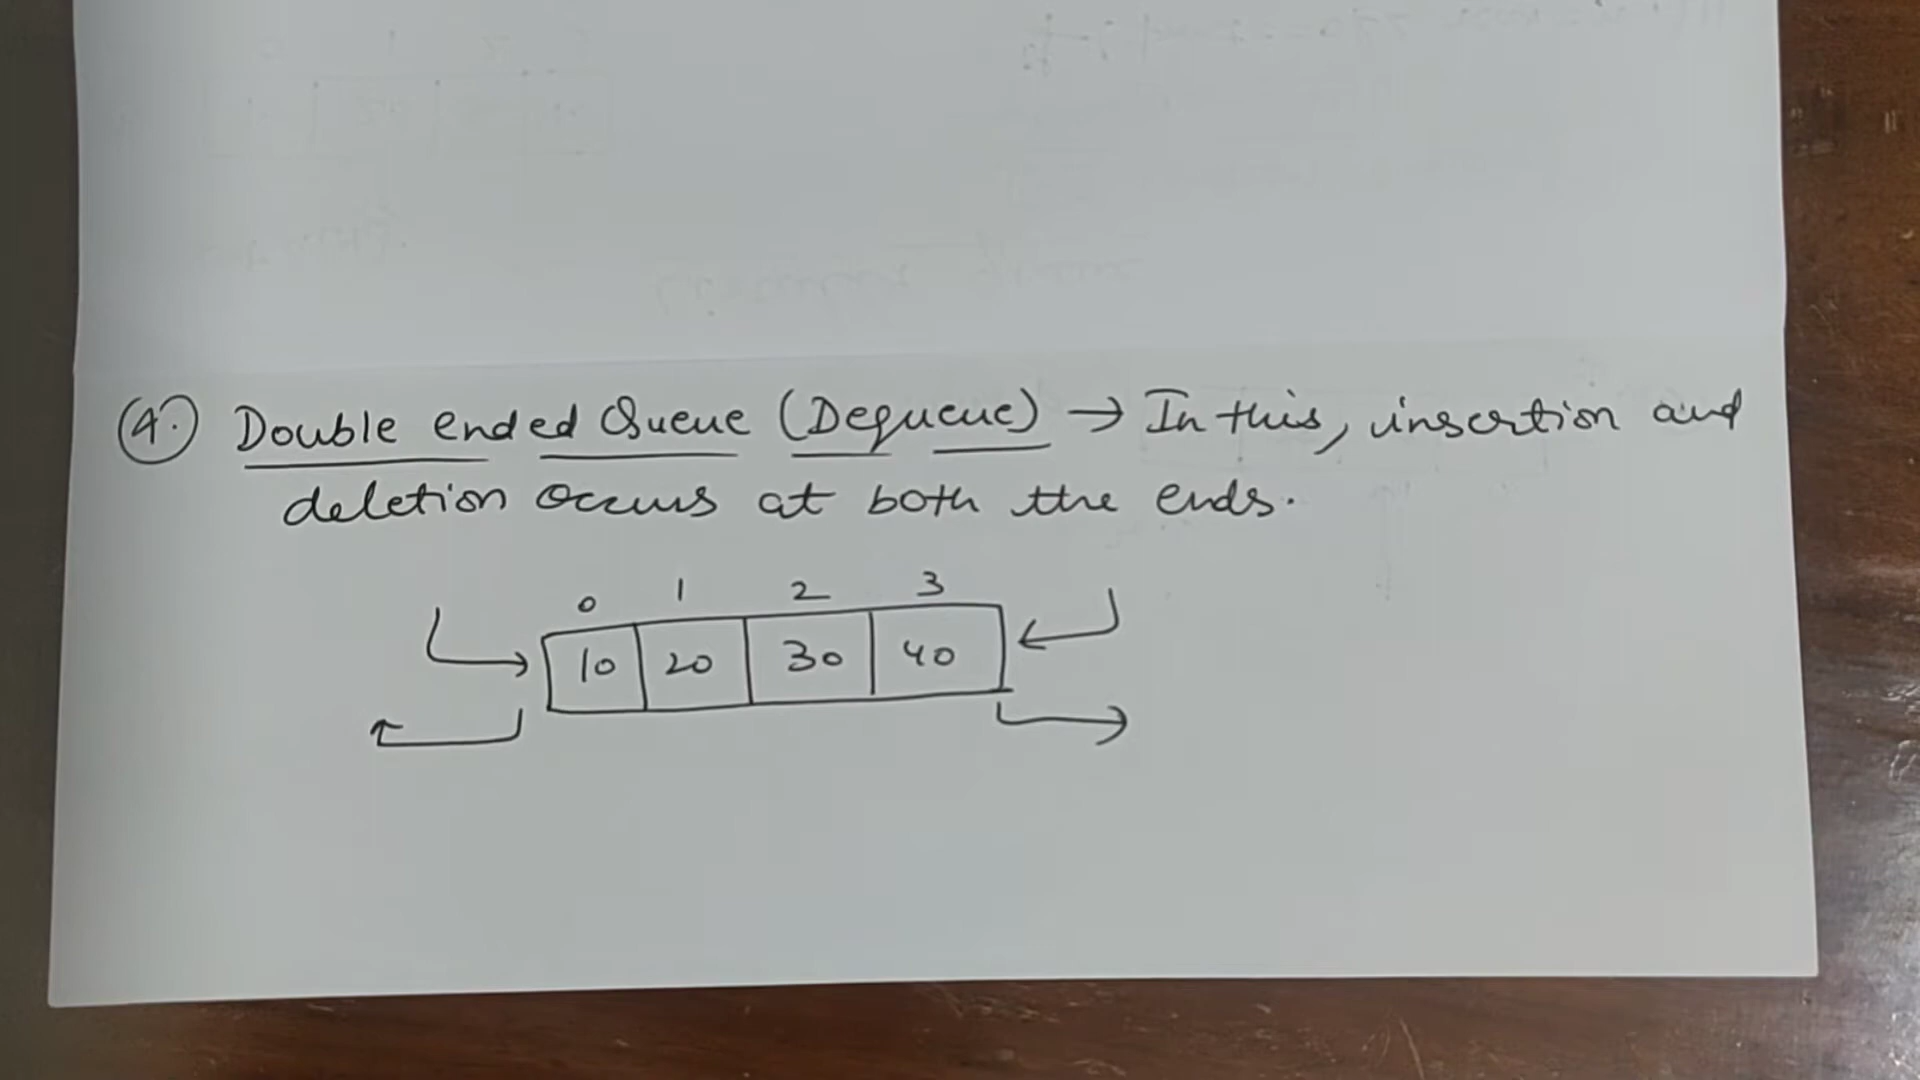 4. Double ended Queue (Dequeue) → In this, insertion and
deletion occurs at both the ends.
0 1 2 3
10 20 30 40